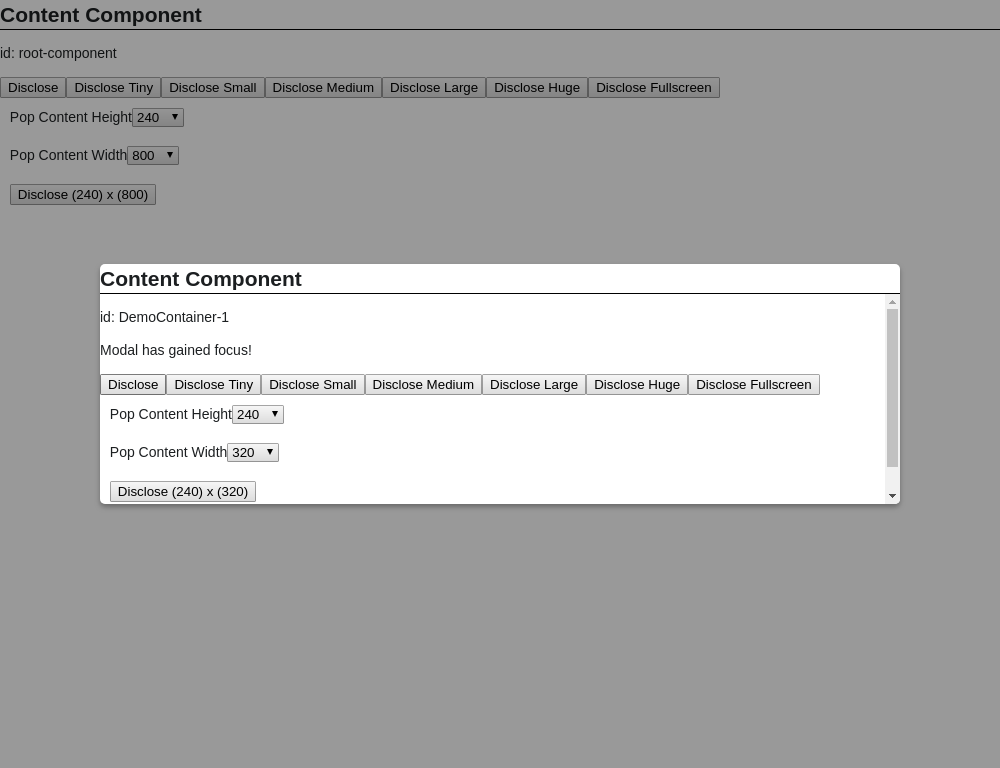 Content Component
id: root-component
Disclose Disclose Tiny Disclose Small Disclose Medium Disclose Large Disclose Huge Disclose Fullscreen
Pop Content Height 240
Pop Content Width 800
Disclose (240) x (800)
Content Component
id: DemoContainer-1
Modal has gained focus!
Disclose Disclose Tiny Disclose Small Disclose Medium Disclose Large Disclose Huge Disclose Fullscreen
Pop Content Height 240
Pop Content Width 320
Disclose (240) x (320)